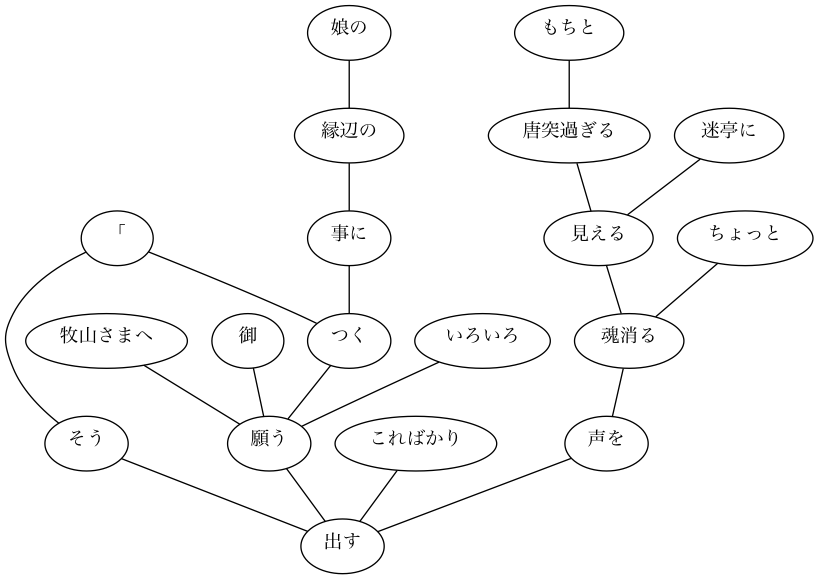 娘の
もちと
縁辺の
唐突過ぎる
迷亭に
「
事に
見える
ちょっと
牧山さまへ
御
つく
いろいろ
魂消る
そう
願う
こればかり
声を
出す